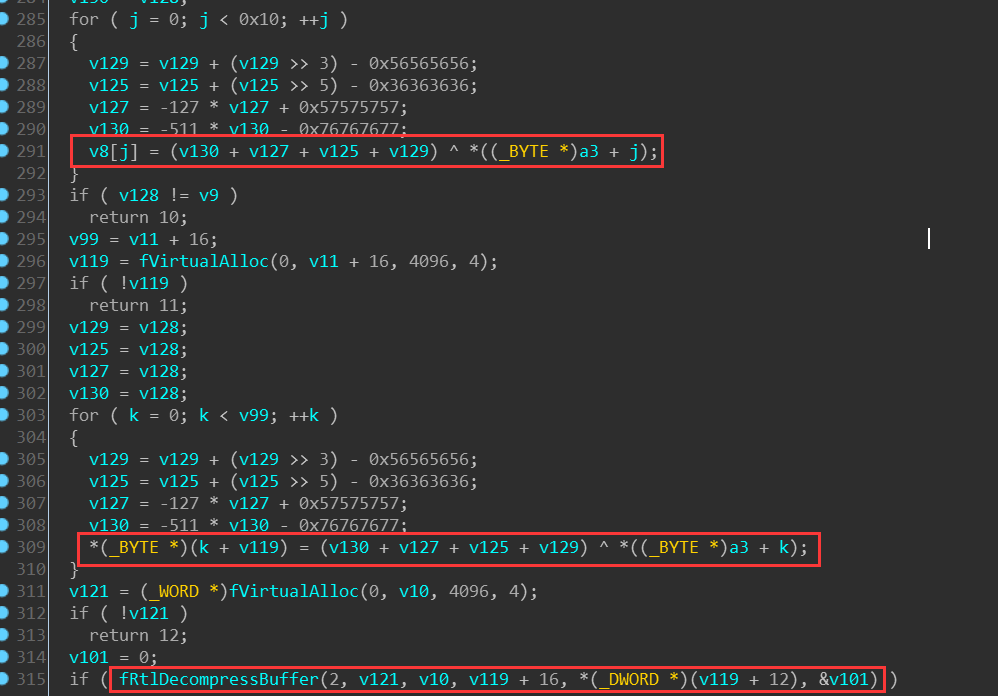 285 for ( j = 0; j < 0x10; ++j )
286 {
287 v129 = v129 + (v129 >> 3) - 0x56565656;
288 v125 = v125 + (v125 >> 5) - 0x36363636;
289 v127 = -127 * v127 + 0x57575757;
290 v130 = -511 * v130 - 0x76767677;
291 v8[j] = (v130 + v127 + v125 + v129) ^ *((_BYTE *)a3 + j);
292 }
293 if ( v128 != v9 )
294 return 10;
295 v99 = v11 + 16;
296 v119 = fVirtualAlloc(0, v11 + 16, 4096, 4);
297 if ( !v119 )
298 return 11;
299 v129 = v128;
300 v125 = v128;
301 v127 = v128;
302 v130 = v128;
303 for ( k = 0; k < v99; ++k )
304 {
305 v129 = v129 + (v129 >> 3) - 0x56565656;
306 v125 = v125 + (v125 >> 5) - 0x36363636;
307 v127 = -127 * v127 + 0x57575757;
308 v130 = -511 * v130 - 0x76767677;
309 *(_BYTE *)(k + v119) = (v130 + v127 + v125 + v129) ^ *((_BYTE *)a3 + k);
310 }
311 v121 = (_WORD *)fVirtualAlloc(0, v10, 4096, 4);
312 if ( !v121 )
313 return 12;
314 v101 = 0;
315 if ( fRtlDecompressBuffer(2, v121, v10, v119 + 16, *(_DWORD *)(v119 + 12), &v101) )